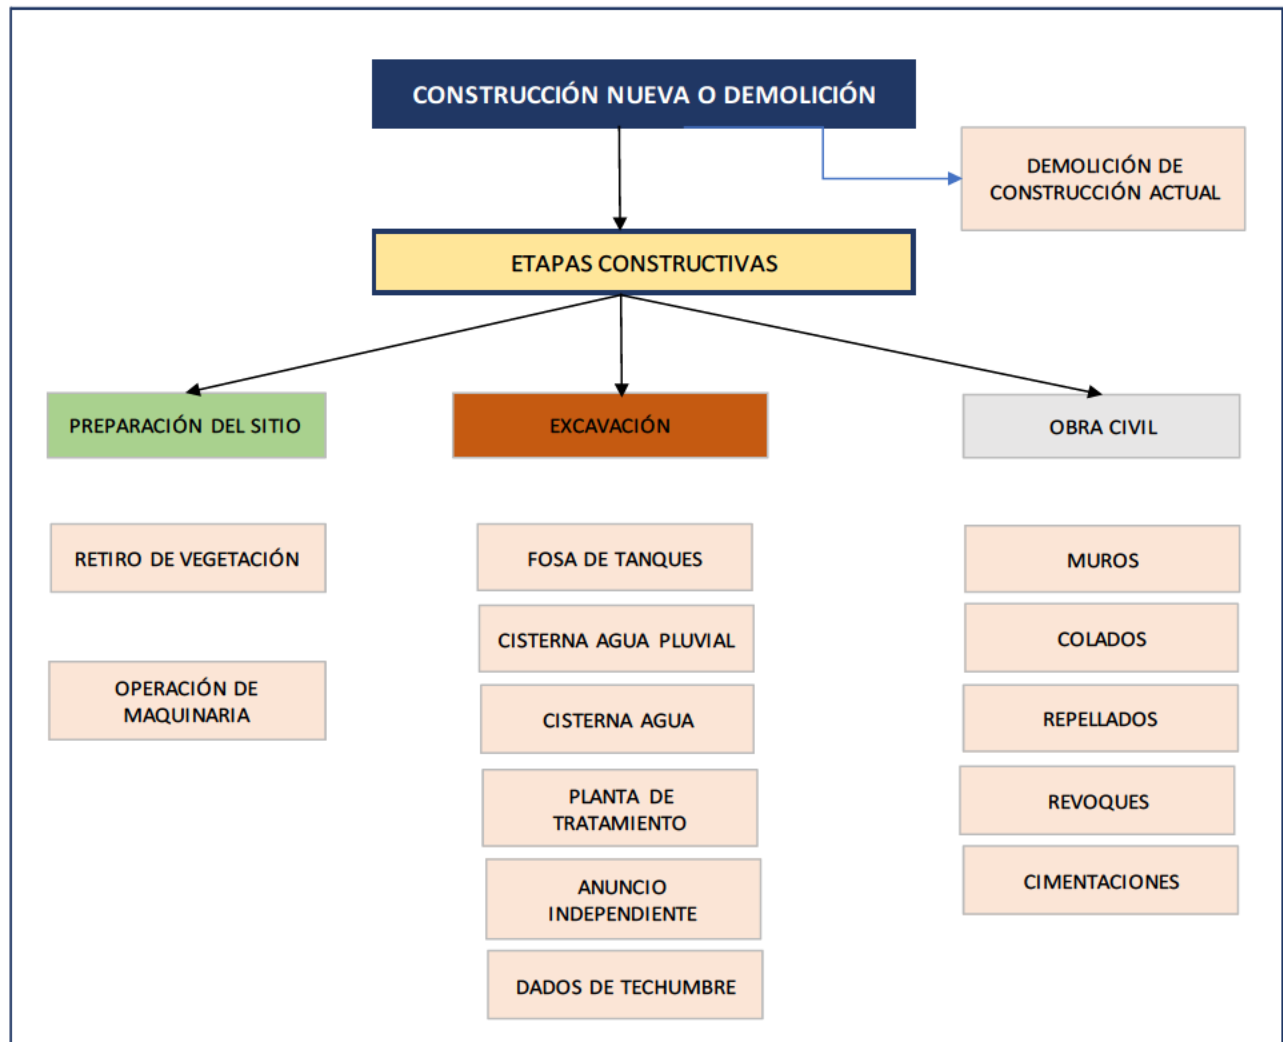 CONSTRUCCIÓN NUEVA O DEMOLICIÓN
DEMOLICIÓN DE
CONSTRUCCIÓN ACTUAL
ETAPAS CONSTRUCTIVAS
PREPARACIÓN DEL SITIO
RETIRO DE VEGETACIÓN
OPERACIÓN DE
MAQUINARIA
EXCAVACIÓN
FOSA DE TANQUES
CISTERNA AGUA PLUVIAL
CISTERNA AGUA
PLANTA DE
TRATAMIENTO
ANUNCIO
INDEPENDIENTE
DADOS DE TECHUMBRE
OBRA CIVIL
MUROS
COLADOS
REPELLADOS
REVOQUES
CIMENTACIONES